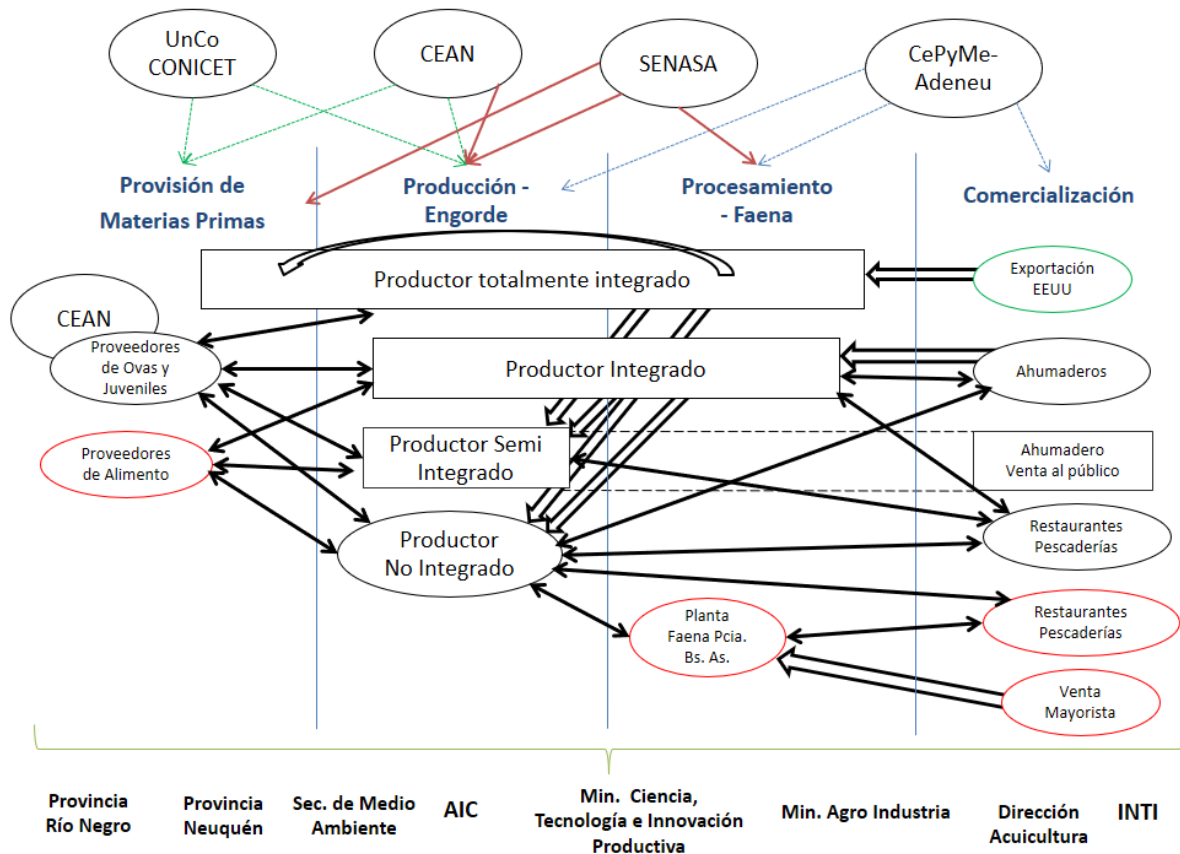 UnCo
CONICET
CEAN
SENASA
CePyMe-
Adeneu
Provisión de
Materias Primas
Producción -
Engorde
Procesamiento
- Faena
Comercialización
Productor totalmente integrado
Exportación
EEUU
CEAN
Proveedores
de Ovas y
Juveniles
Productor Integrado
Ahumaderos
Proveedores
de Alimento
Productor Semi
Integrado
Ahumadero
Venta al público
Productor
No Integrado
Restaurantes
Pescaderías
Planta
Faena Pcia.
Bs. As.
Restaurantes
Pescaderías
Venta
Mayorista
Provincia
Río Negro
Provincia
Neuquén
Sec. de Medio
Ambiente
AIC
Min. Ciencia,
Tecnología e Innovación
Productiva
Min. Agro Industria
Dirección
Acuicultura
INTI